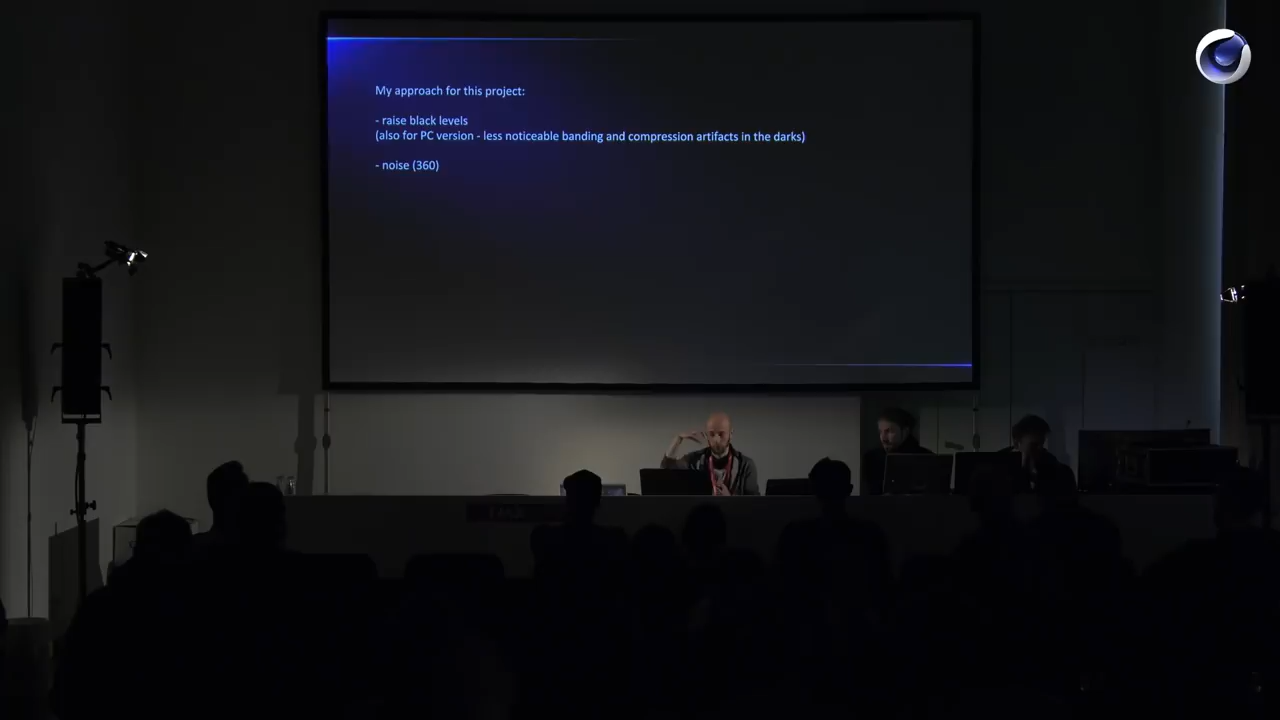 My approach for this project:
- raise black levels
(also for PC version - less noticeable banding and compression artifacts in the darks)
- noise (360)